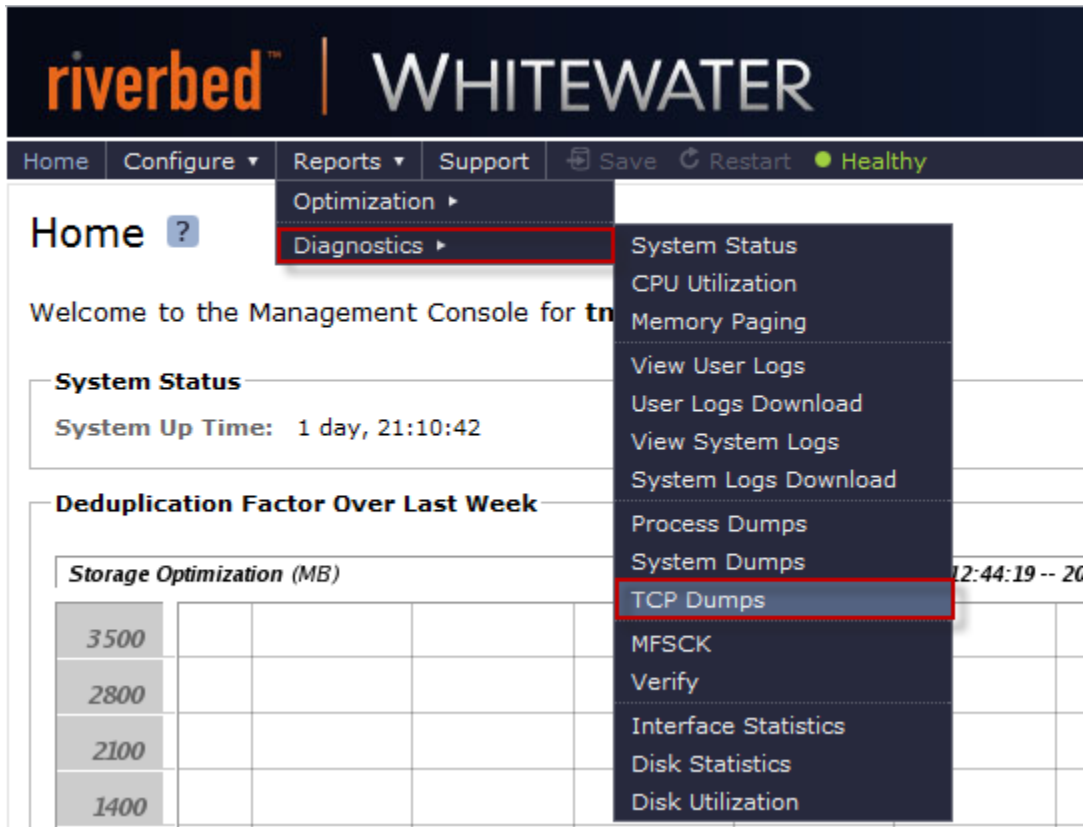 riverbed™ | WHITEWATER
Home Configure ▾ Reports ▾ Support Save Restart Healthy
Optimization ▸
Diagnostics ▸
System Status
CPU Utilization
Memory Paging
View User Logs
User Logs Download
View System Logs
System Logs Download
Process Dumps
System Dumps
TCP Dumps
MFSCK
Verify
Interface Statistics
Disk Statistics
Disk Utilization
Home ?
Welcome to the Management Console for tn
System Status
System Up Time: 1 day, 21:10:42
Deduplication Factor Over Last Week
Storage Optimization (MB) 12:44:19 -- 20
3500
2800
2100
1400